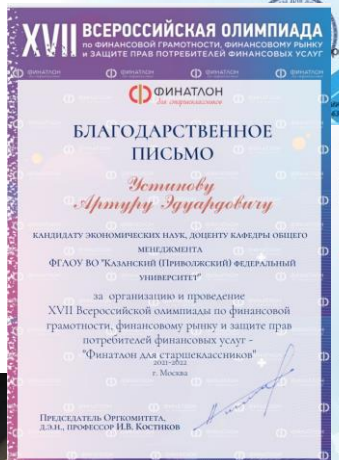 XVII ВСЕРОССИЙСКАЯ ОЛИМПИАДА
ПО ФИНАНСОВОЙ ГРАМОТНОСТИ, ФИНАНСОВОМУ РЫНКУ
И ЗАЩИТЕ ПРАВ ПОТРЕБИТЕЛЕЙ ФИНАНСОВЫХ УСЛУГ
ФИНАТЛОН
для старшеклассников
БЛАГОДАРСТВЕННОЕ
ПИСЬМО
Устинову
Артуру Эдуардовичу
КАНДИДАТУ ЭКОНОМИЧЕСКИХ НАУК, ДОЦЕНТУ КАФЕДРЫ ОБЩЕГО
МЕНЕДЖМЕНТА
ФГАОУ ВО "КАЗАНСКИЙ (ПРИВОЛЖСКИЙ) ФЕДЕРАЛЬНЫЙ
УНИВЕРСИТЕТ"
за организацию и проведение
XVII Всероссийской олимпиады по финансовой
грамотности, финансовому рынку и защите прав
потребителей финансовых услуг -
"Финатлон для старшеклассников"
2021-2022
г. Москва
Председатель Оргкомитета,
д.э.н., профессор И.В. Костиков